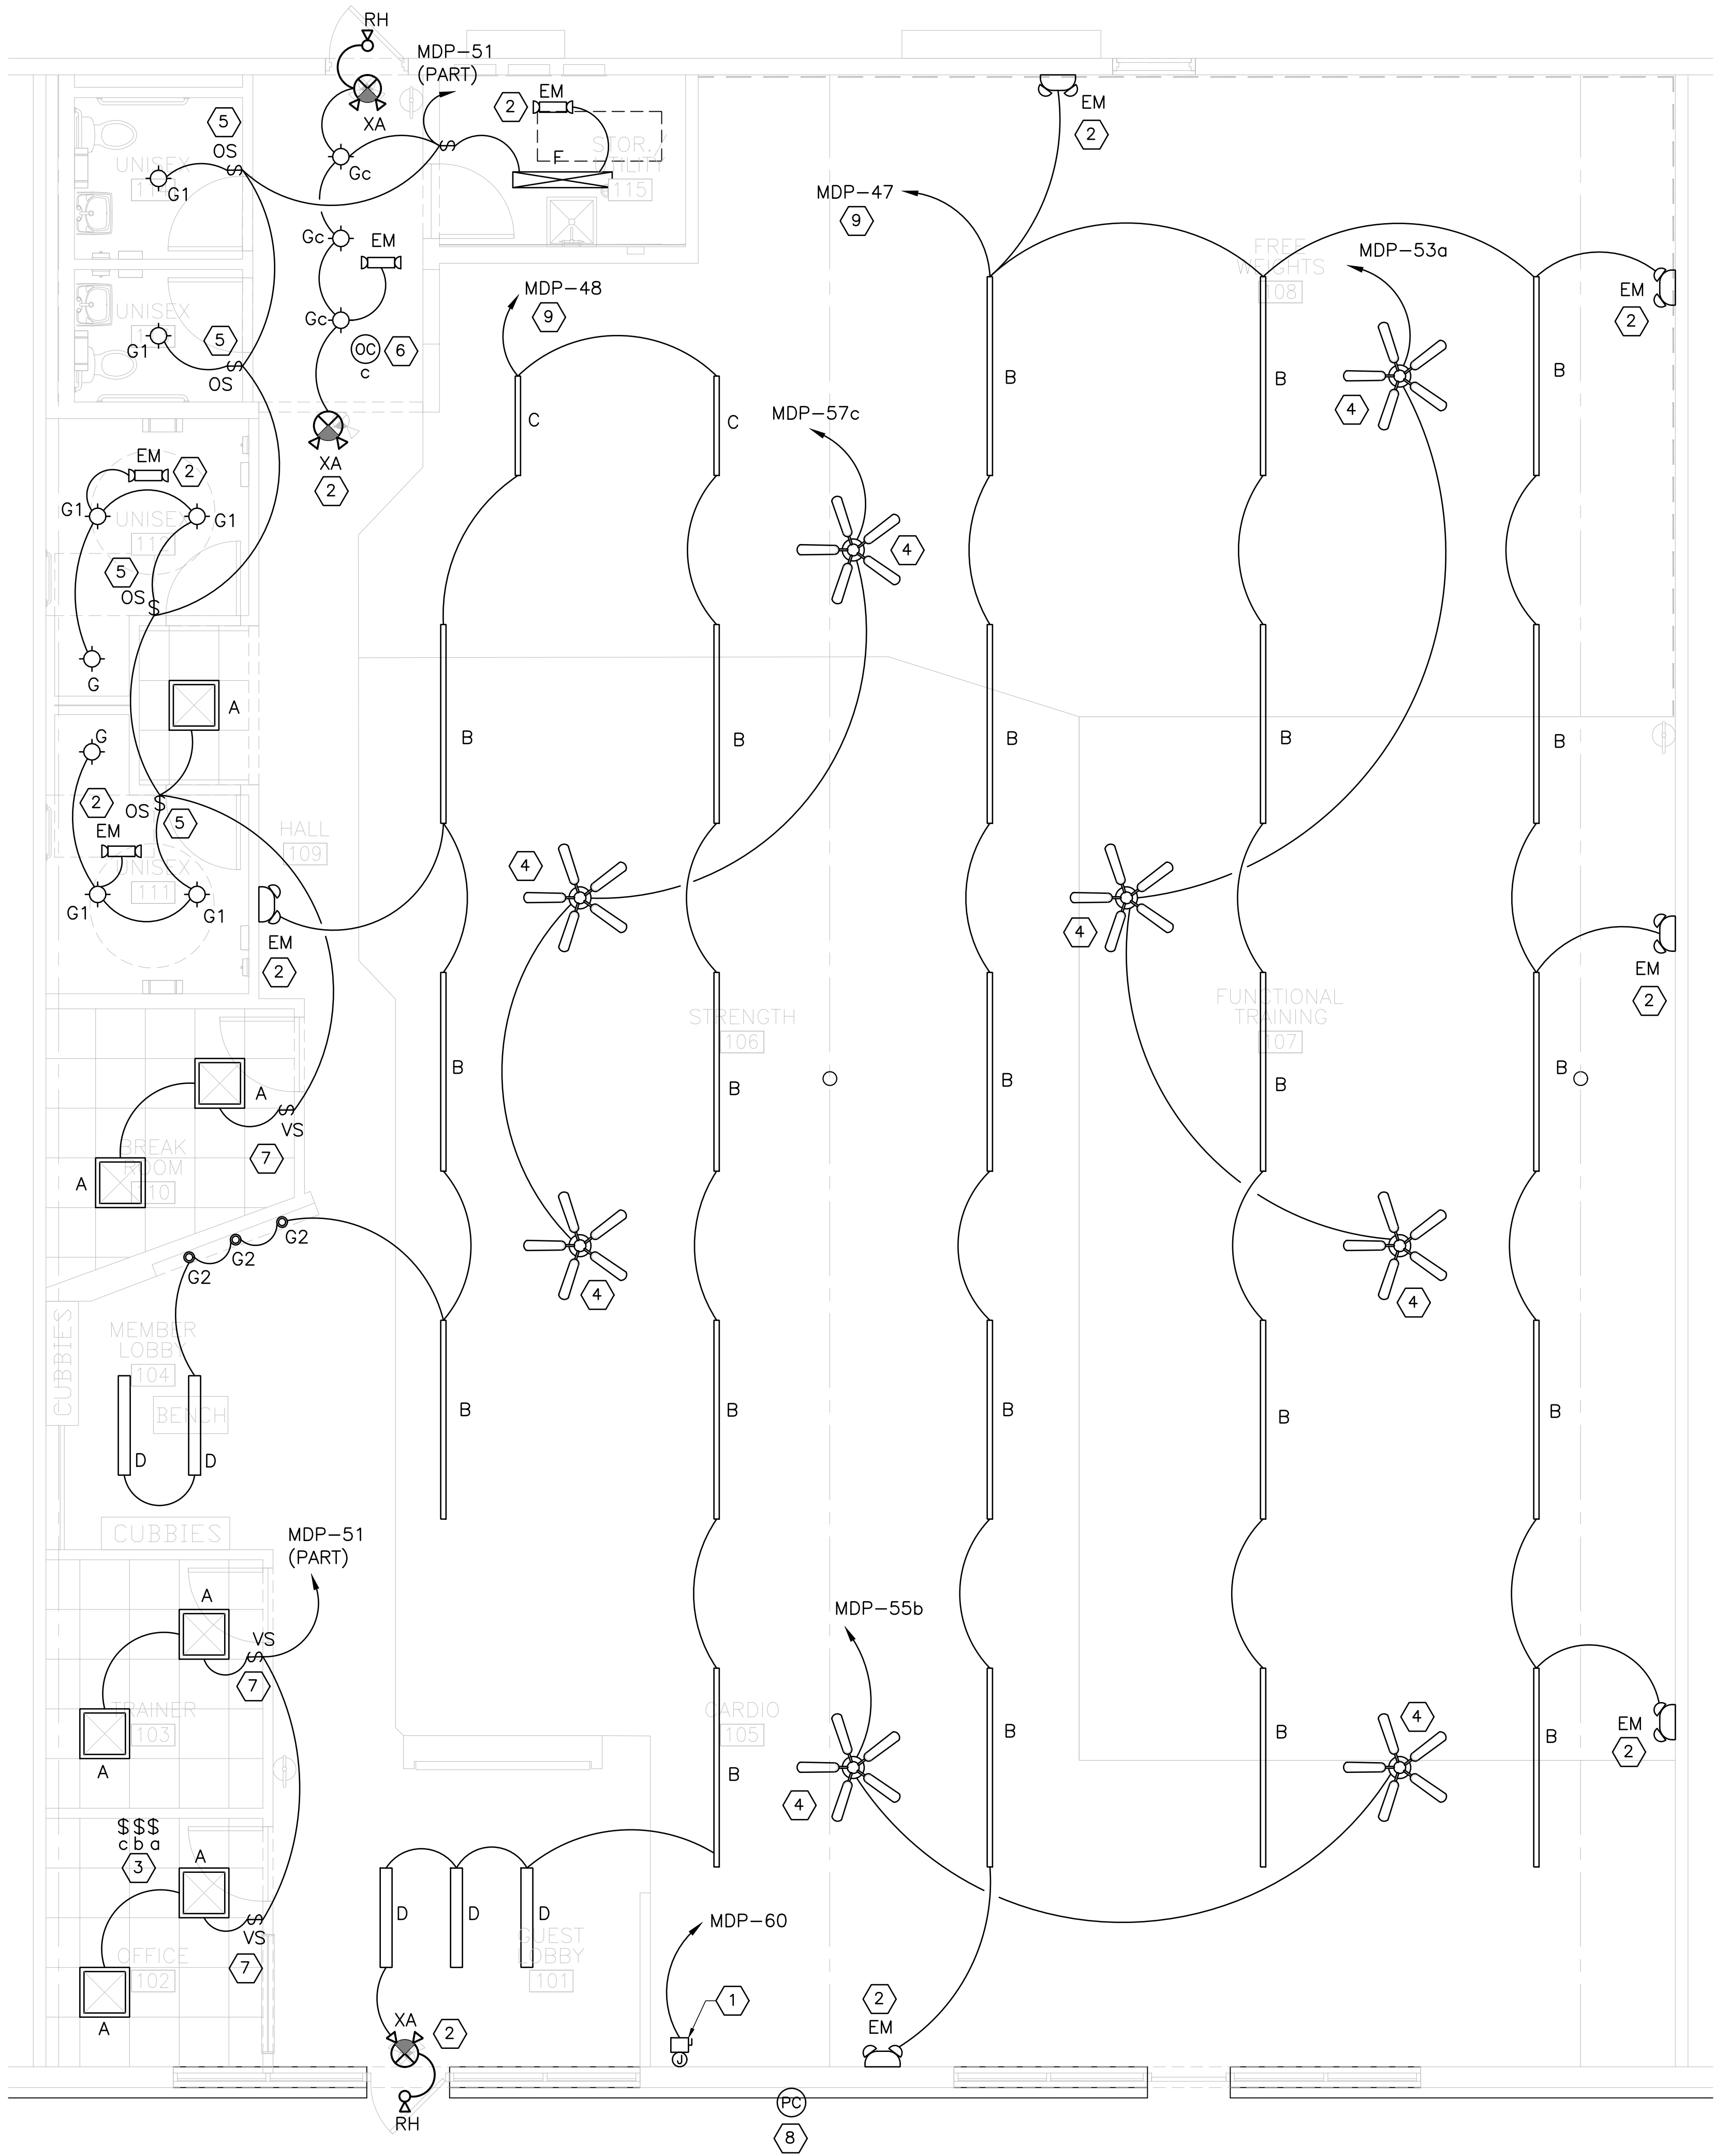 RH
MDP-51
(PART)
XA
2
EM
EM
2
5
OS
G1
UNISEX
Gc
F
STOR./
UTILITY
115
MDP-47
9
Gc
EM
FREE
WEIGHTS
108
MDP-53a
EM
2
MDP-48
9
UNISEX
G1
5
OS
Gc
OC
c
6
B
B
B
4
C
C
MDP-57c
XA
2
EM
2
G1
UNISEX
G1
4
5
OS
G
A
B
B
B
B
B
G
2
OS
5
EM
HALL
109
UNISEX
111
G1
G1
4
4
EM
2
EM
2
STRENGTH
106
FUNCTIONAL
TRAINING
107
B
B
B
B
B
A
VS
7
BREAK
ROOM
110
A
G2
G2
G2
4
4
CUBBIES
MEMBER
LOBBY
104
BENCH
B
B
B
B
B
D
D
CUBBIES
MDP-51
(PART)
A
VS
7
MDP-55b
TRAINER
103
A
CARDIO
105
B
B
B
B
4
4
EM
2
$$$
c b a
3
A
VS
7
OFFICE
102
A
D
D
D
GUEST
LOBBY
101
MDP-60
1
J
XA
2
2
EM
RH
PC
8